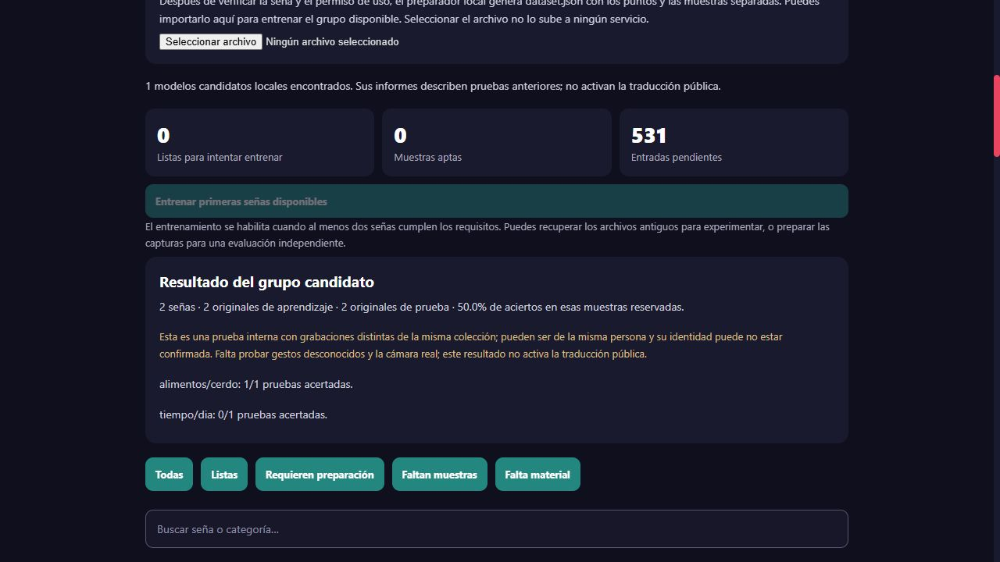 Después de verificar la seña y el permiso de uso, el preparador local genera dataset.json con los puntos y las muestras separadas. Puedes
importarlo aquí para entrenar el grupo disponible. Seleccionar el archivo no lo sube a ningún servicio.
Seleccionar archivo Ningún archivo seleccionado
1 modelos candidatos locales encontrados. Sus informes describen pruebas anteriores; no activan la traducción pública.
0
Listas para intentar entrenar
0
Muestras aptas
531
Entradas pendientes
Entrenar primeras señas disponibles
El entrenamiento se habilita cuando al menos dos señas cumplen los requisitos. Puedes recuperar los archivos antiguos para experimentar, o preparar las
capturas para una evaluación independiente.
Resultado del grupo candidato
2 señas · 2 originales de aprendizaje · 2 originales de prueba · 50.0% de aciertos en esas muestras reservadas.
Esta es una prueba interna con grabaciones distintas de la misma colección; pueden ser de la misma persona y su identidad puede no estar
confirmada. Falta probar gestos desconocidos y la cámara real; este resultado no activa la traducción pública.
alimentos/cerdo: 1/1 pruebas acertadas.
tiempo/dia: 0/1 pruebas acertadas.
Todas Listas Requieren preparación Faltan muestras Falta material
Buscar seña o categoría...